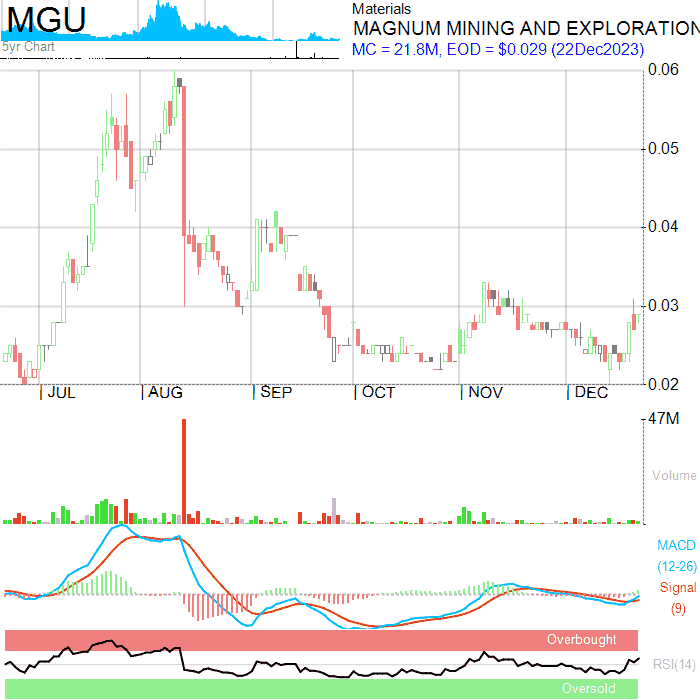 MGU
5yr Chart
Materials
MAGNUM MINING AND EXPLORATION
MC = 21.8M, EOD = $0.029 (22Dec2023)
0.06
0.05
0.04
0.03
0.02
JUL
AUG
SEP
OCT
NOV
DEC
47M
Volume
MACD
(12-26)
Signal
(9)
Overbought
RSI(14)
Oversold